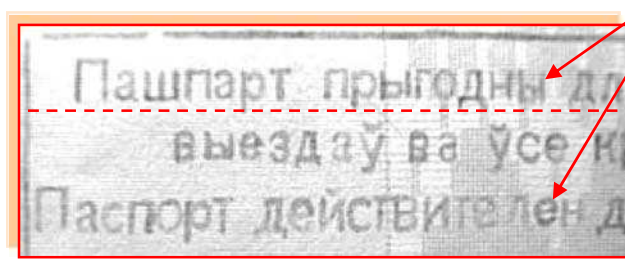 Пашпарт прыгодны
выездаў ва ўсе
Паспорт действителен